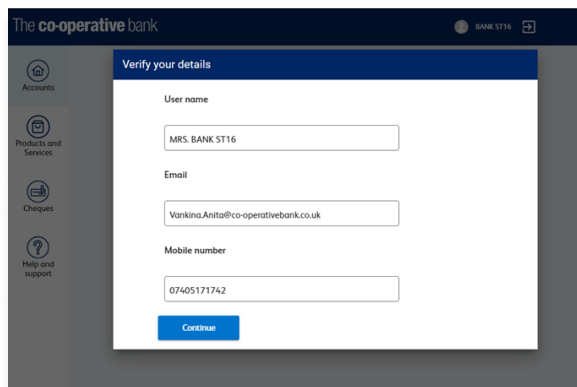 The co-operative bank
BANK ST16
Accounts
Products and
Services
Cheques
Help and
support
Verify your details
User name
MRS. BANK ST16
Email
Vankina.Anita@co-operativebank.co.uk
Mobile number
07405171742
Continue